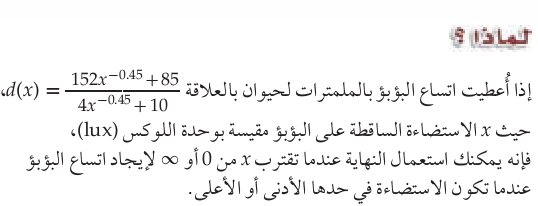 لماذا ؟
إذا أُعطيت اتساع البؤبؤ بالملمترات لحيوان بالعلاقة d(x) = \frac{152x^{-0.45}+85}{4x^{-0.45}+10}،
حيث x الاستضاءة الساقطة على البؤبؤ مقيسة بوحدة اللوكس (lux)،
فإنه يمكنك استعمال النهاية عندما تقترب x من 0 أو ∞ لإيجاد اتساع البؤبؤ
عندما تكون الاستضاءة في حدها الأدنى أو الأعلى.